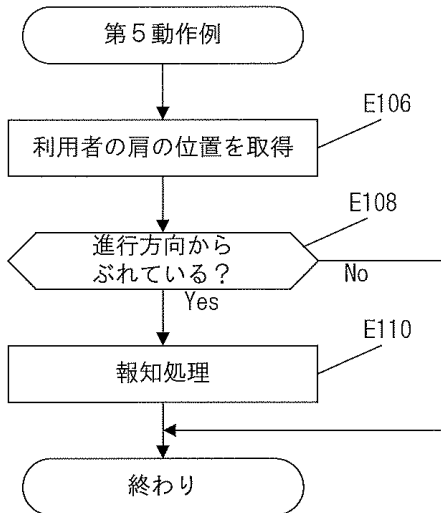 第5動作例
E106
利用者の肩の位置を取得
E108
進行方向から
ぶれている？
No
Yes
E110
報知処理
終わり